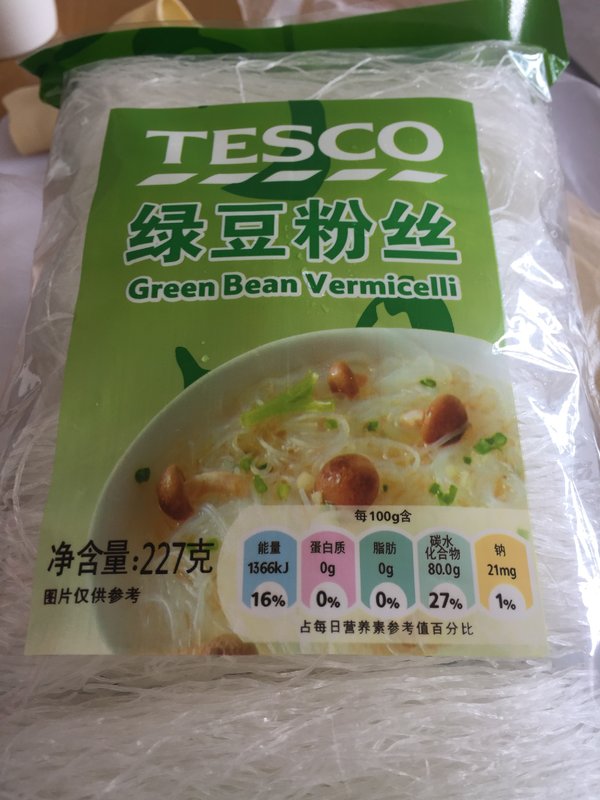 TESCO
绿豆粉丝
Green Bean Vermicelli
每100g含
净含量:227克
图片仅供参考
能量 蛋白质 脂肪 碳水化合物 钠
1366kJ 0g 0g 80.0g 21mg
16% 0% 0% 27% 1%
占每日营养素参考值百分比